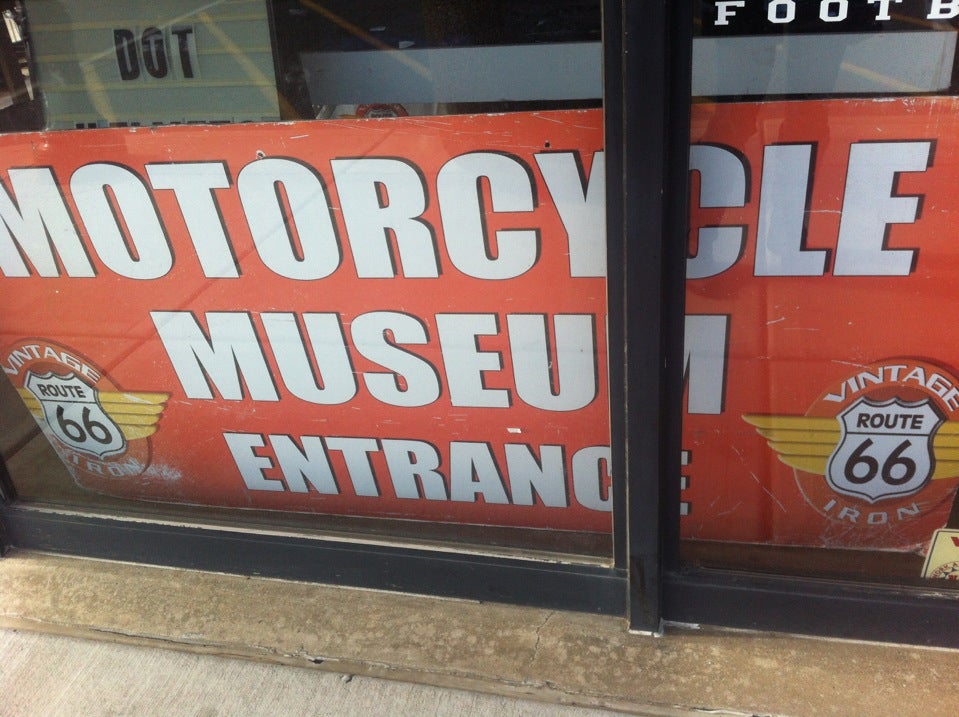 DOT
FOOTB
MOTORCYCLE
MUSEUM
ENTRANCE
VINTAGE
ROUTE
66
IRON
VINTAGE
ROUTE
66
IRON